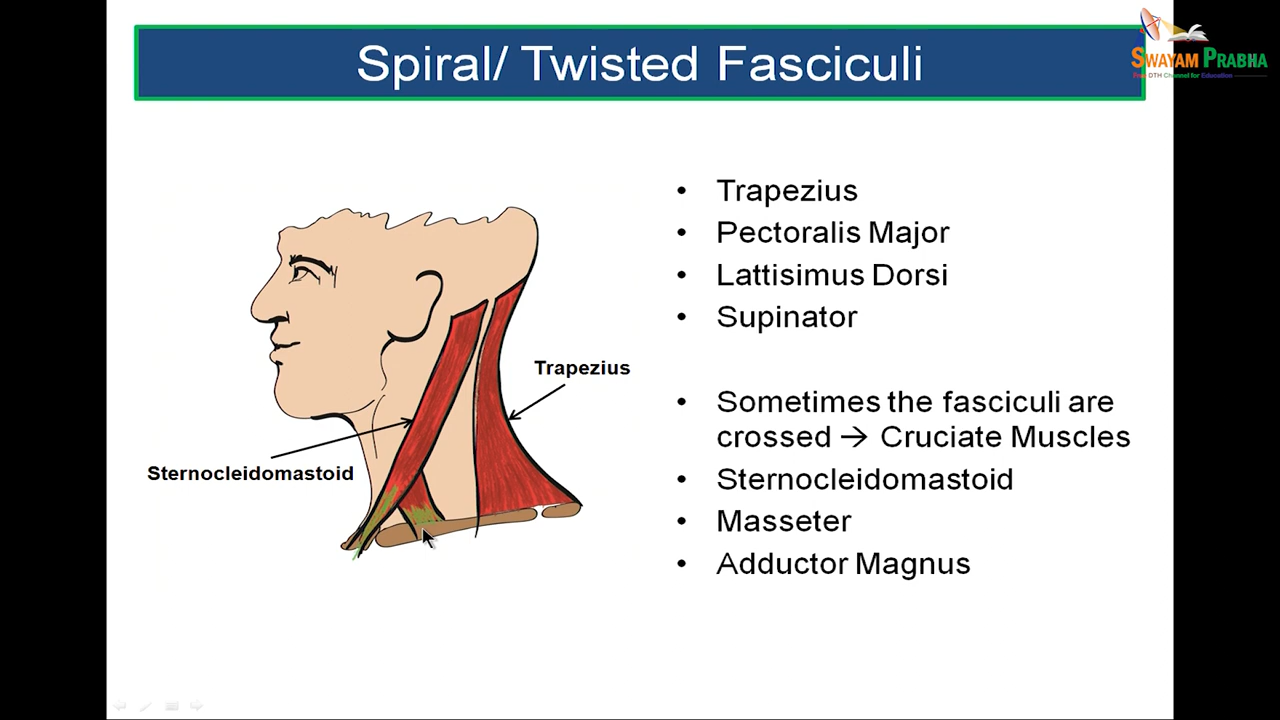 Spiral/ Twisted Fasciculi
SWAYAM PRABHA
Free DTH Channel for Education
• Trapezius
• Pectoralis Major
• Lattisimus Dorsi
• Supinator
Trapezius
Sternocleidomastoid
• Sometimes the fasciculi are
crossed → Cruciate Muscles
• Sternocleidomastoid
• Masseter
• Adductor Magnus